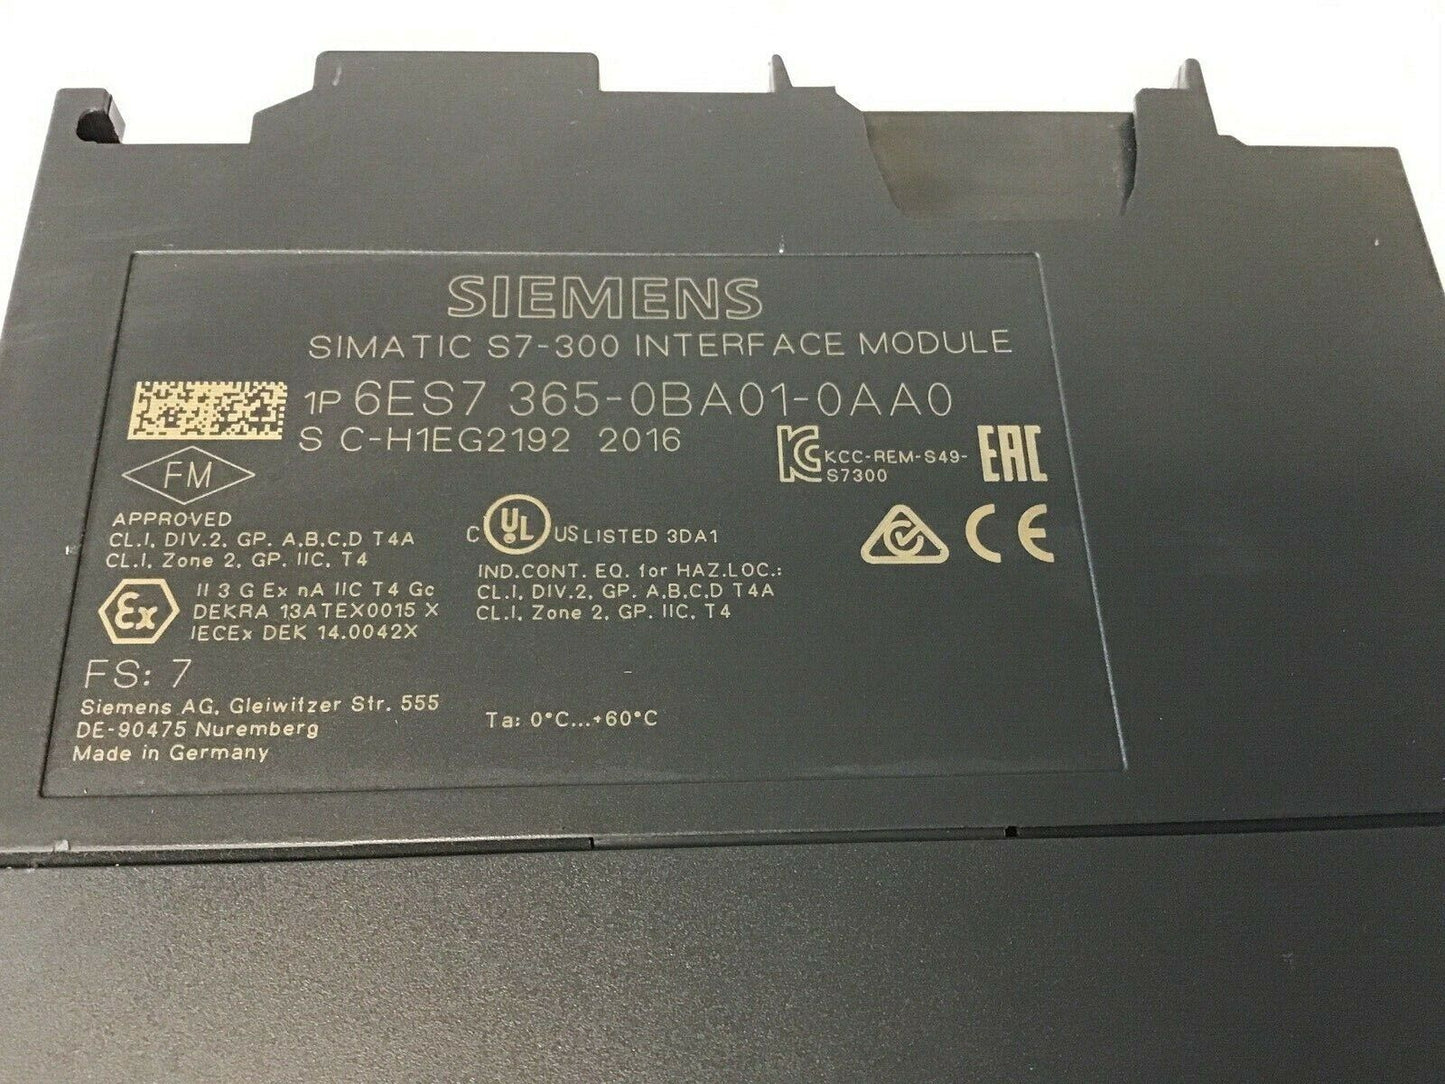 SIEMENS
SIMATIC S7-300 INTERFACE MODULE
1P 6ES7 365-0BA01-0AA0
S C-H1EG2192 2016
KCC-REM-S49-
S7300
EAC
FM
APPROVED
CL.I, DIV.2, GP. A,B,C,D T4A
CL.I, Zone 2, GP. IIC, T4
C UL US LISTED 3DA1
IND.CONT. EQ. for HAZ.LOC.:
CL.I, DIV.2, GP. A,B,C,D T4A
CL.I, Zone 2, GP. IIC, T4
CE
Ex
II 3 G Ex nA IIC T4 Gc
DEKRA 13ATEX0015 X
IECEx DEK 14.0042X
FS: 7
Siemens AG, Gleiwitzer Str. 555
DE-90475 Nuremberg
Made in Germany
Ta: 0°C...+60°C